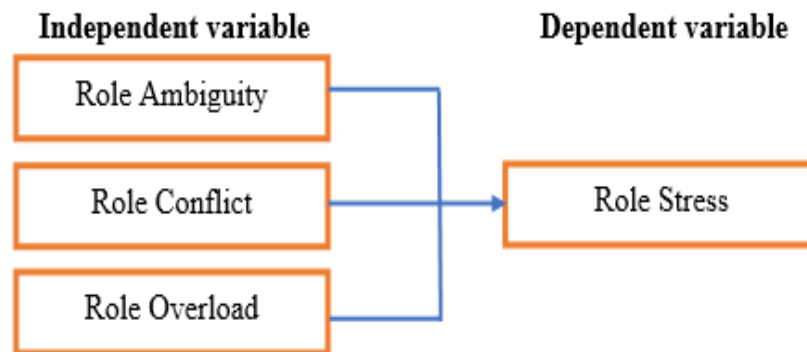 Independent variable
Dependent variable
Role Ambiguity
Role Conflict
Role Stress
Role Overload